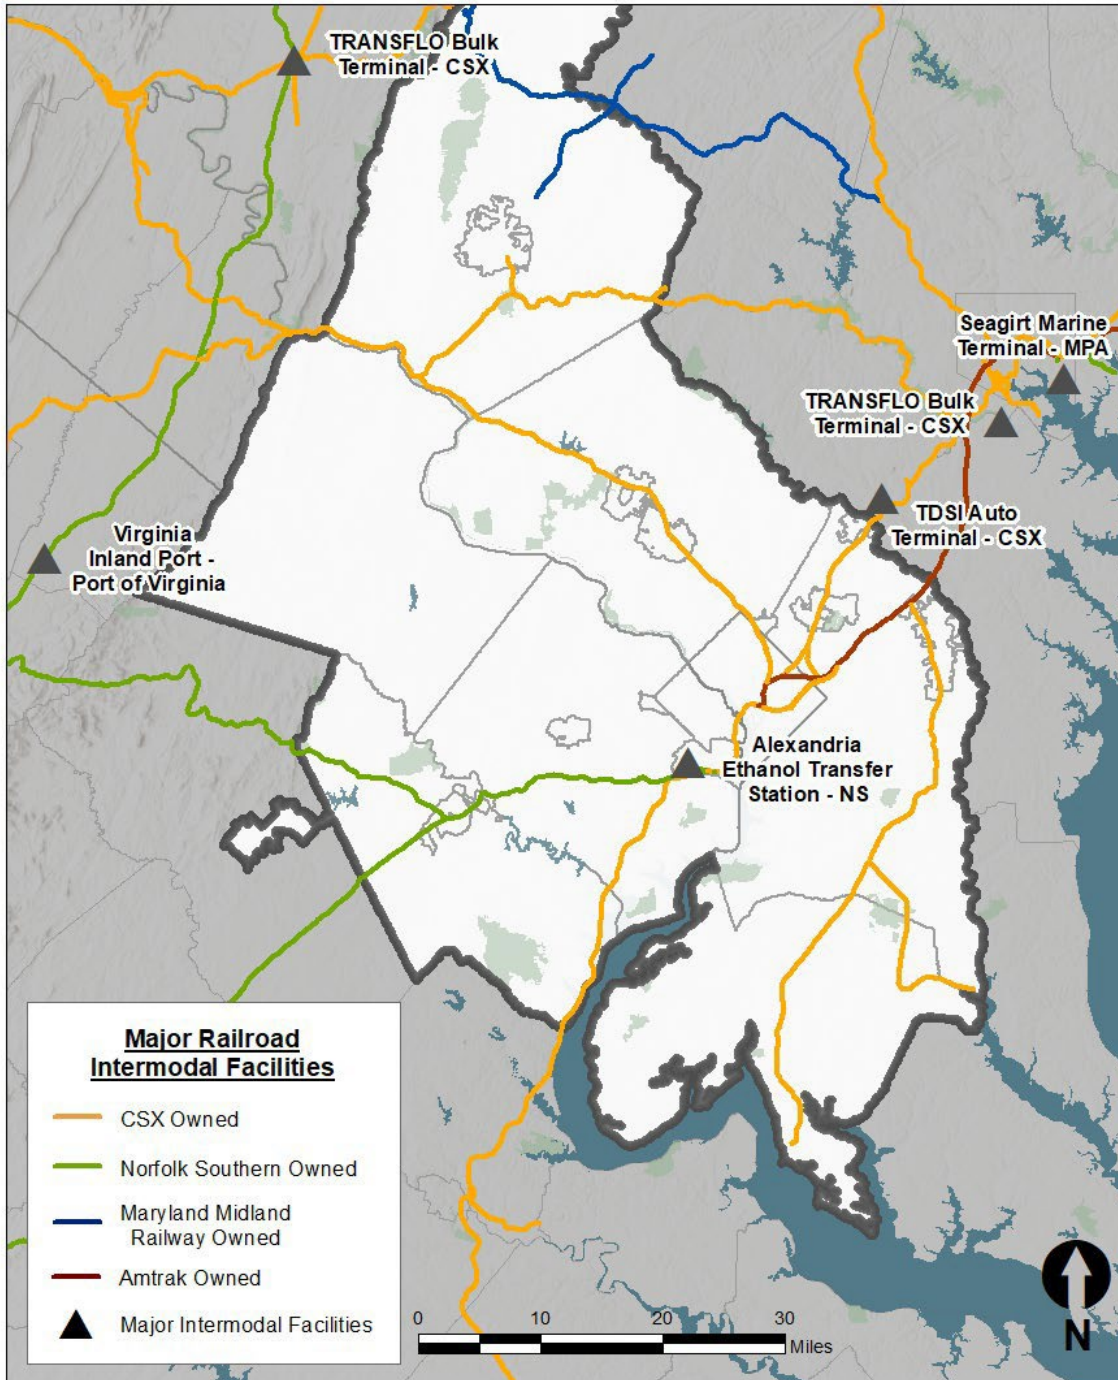 TRANSFLO Bulk
Terminal - CSX
Seagirt Marine
Terminal - MPA
TRANSFLO Bulk
Terminal - CSX
TDSI Auto
Terminal - CSX
Virginia
Inland Port -
Port of Virginia
Alexandria
Ethanol Transfer
Station - NS
Major Railroad
Intermodal Facilities
CSX Owned
Norfolk Southern Owned
Maryland Midland
Railway Owned
Amtrak Owned
Major Intermodal Facilities
0 10 20 30
Miles
N